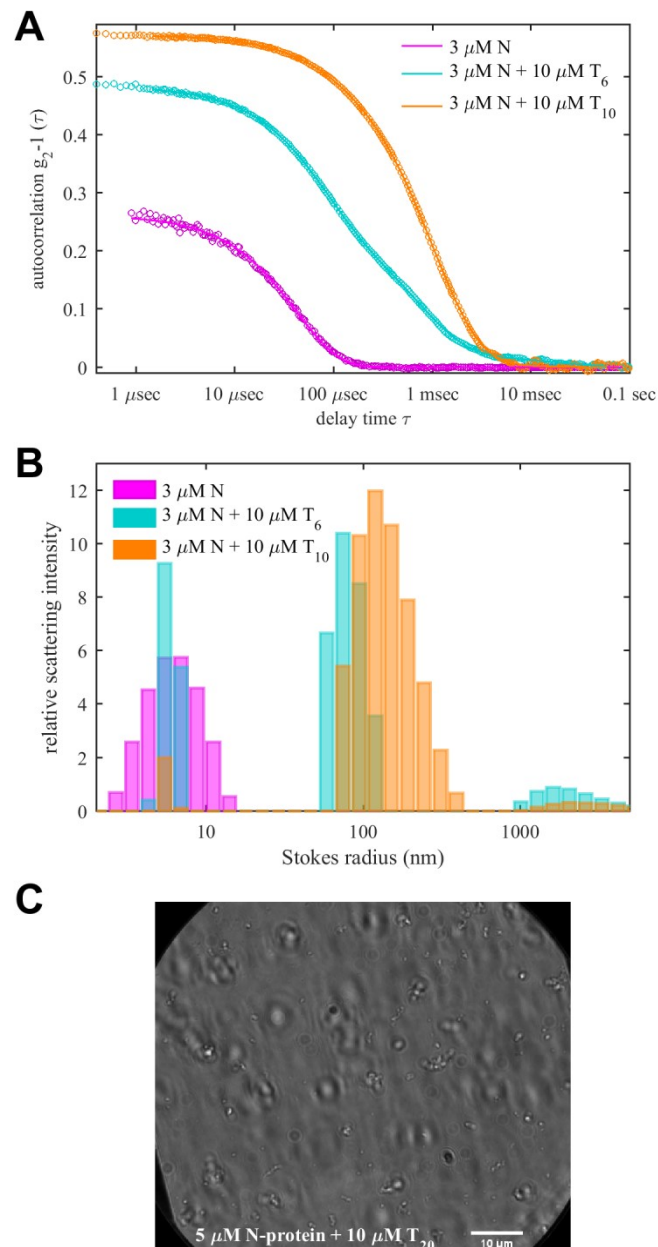 A
3 μM N
3 μM N + 10 μM T6
3 μM N + 10 μM T10
0.5
0.4
0.3
0.2
0.1
0
autocorrelation g2-1 (τ)
1 μsec
10 μsec
100 μsec
1 msec
10 msec
0.1 sec
delay time τ
B
3 μM N
3 μM N + 10 μM T6
3 μM N + 10 μM T10
12
10
8
6
4
2
0
relative scattering intensity
10
100
1000
Stokes radius (nm)
C
5 μM N-protein + 10 μM T20
10 μm